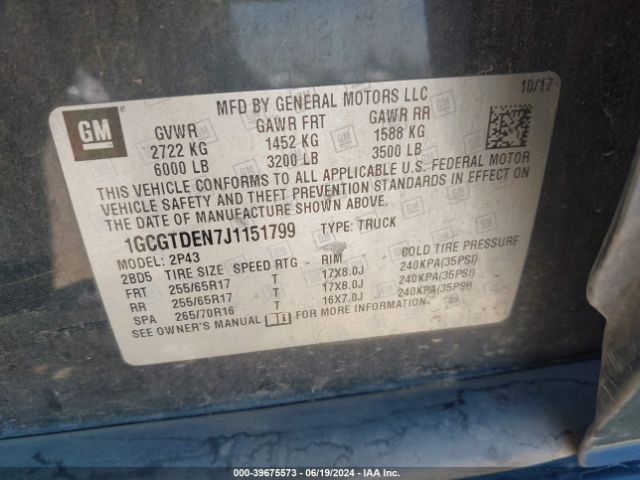 GM
MFD BY GENERAL MOTORS LLC
10/17
GVWR GAWR FRT GAWR RR
2722 KG 1452 KG 1588 KG
6000 LB 3200 LB 3500 LB
THIS VEHICLE CONFORMS TO ALL APPLICABLE U.S. FEDERAL MOTOR
VEHICLE SAFETY AND THEFT PREVENTION STANDARDS IN EFFECT ON
THE DATE OF MANUFACTURE SHOWN ABOVE.
1GCGTDEN7J1151799 TYPE: TRUCK
MODEL: 2P43
2BD5 TIRE SIZE SPEED RTG RIM COLD TIRE PRESSURE
FRT 255/65R17 T 17X8.0J 240KPA(35PSI)
RR 255/65R17 T 17X8.0J 240KPA(35PSI)
SPA 265/70R16 T 16X7.0J 240KPA(35PSI)
SEE OWNER'S MANUAL FOR MORE INFORMATION
000-39675573 - 06/19/2024 - IAA Inc.